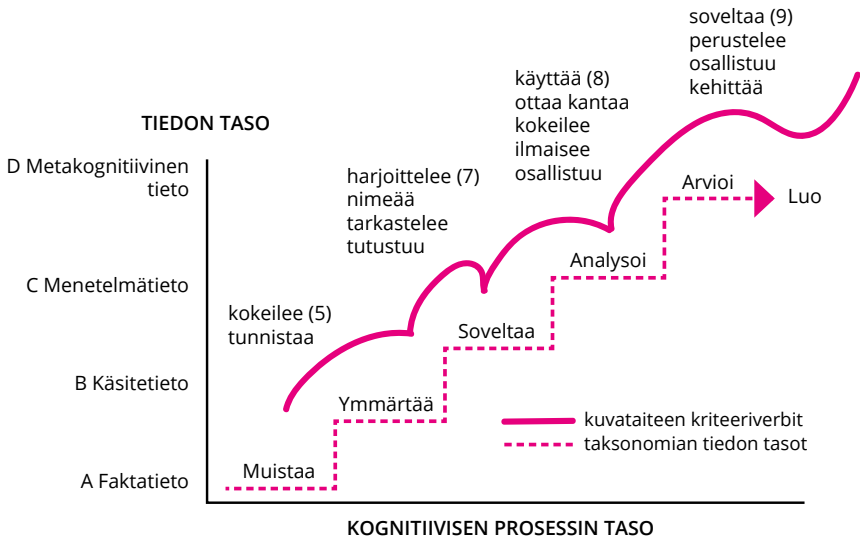 soveltaa (9)
perustelee
osallistuu
kehittää
käyttää (8)
ottaa kantaa
kokeilee
ilmaisee
osallistuu
TIEDON TASO
D Metakognitiivinen
tieto
harjoittelee (7)
nimeää
tarkastelee
tutustuu
Arvioi
Luo
C Menetelmätieto
Analysoi
kokeilee (5)
tunnistaa
Soveltaa
B Käsitetieto
Ymmärtää
kuvataiteen kriteeriverbit
taksonomian tiedon tasot
A Faktatieto
Muistaa
KOGNITIIVISEN PROSESSIN TASO